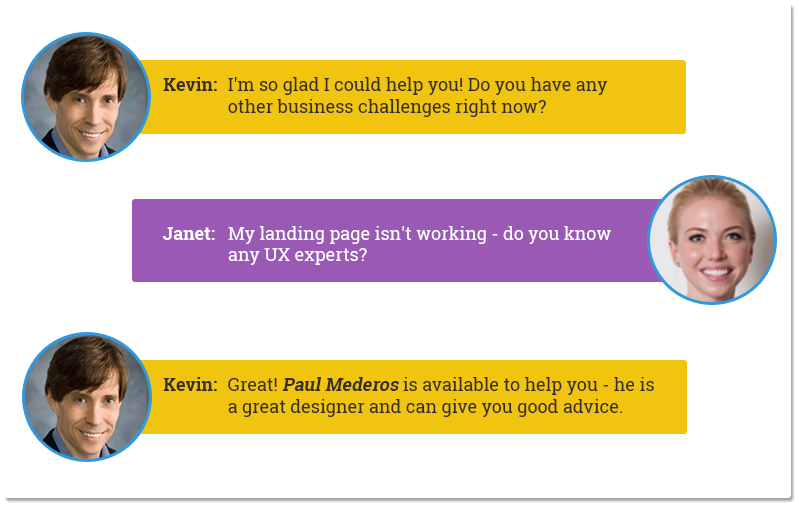 Kevin: I'm so glad I could help you! Do you have any
other business challenges right now?
Janet: My landing page isn't working - do you know
any UX experts?
Kevin: Great! Paul Mederos is available to help you - he is
a great designer and can give you good advice.